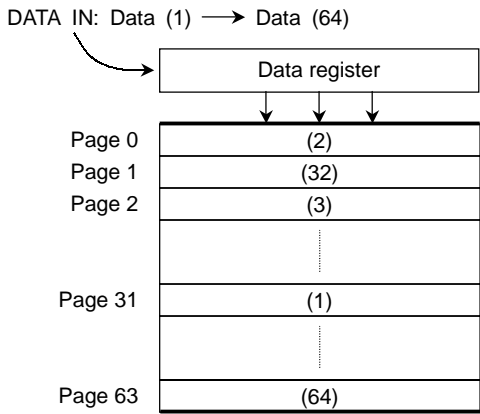 DATA IN: Data (1) → Data (64)
Data register
Page 0 (2)
Page 1 (32)
Page 2 (3)
Page 31 (1)
Page 63 (64)